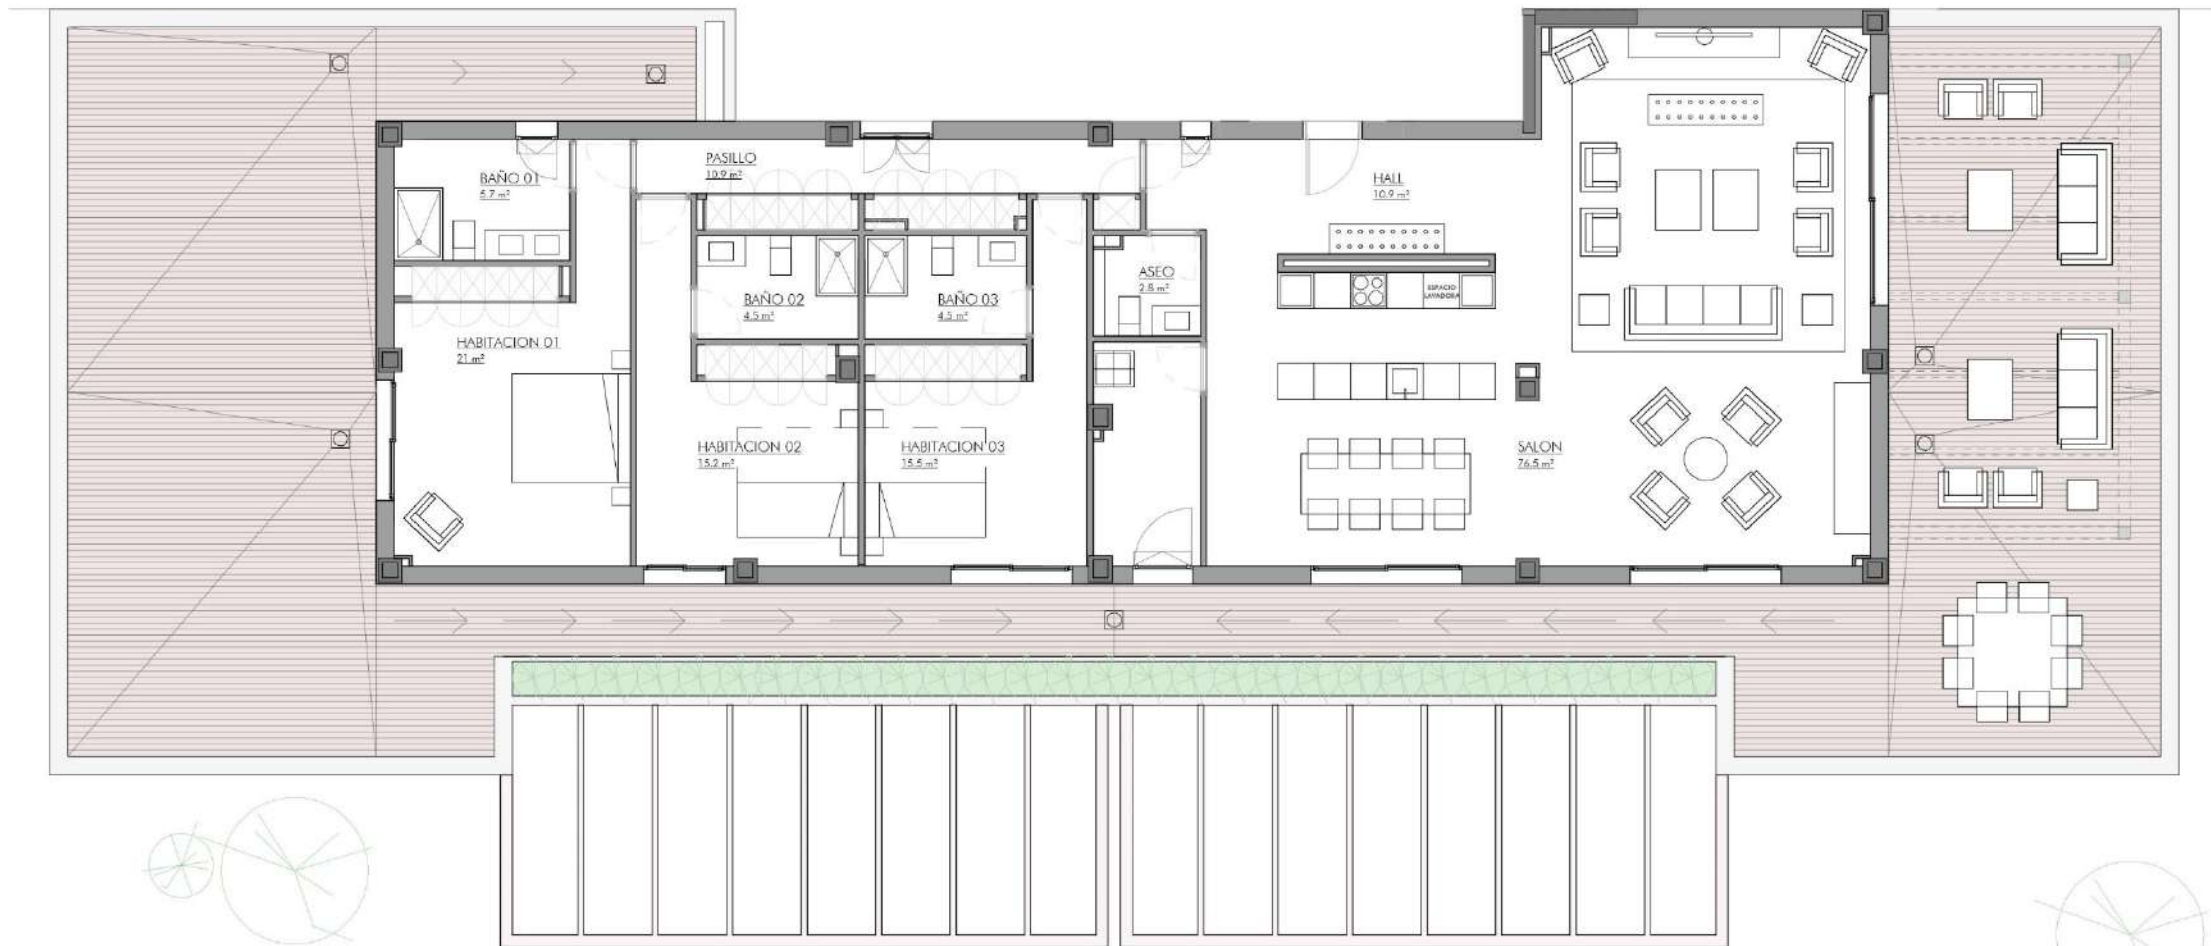 BAÑO 01
5.7 m²
PASILLO
10.9 m²
HALL
10.9 m²
ASEO
2.8 m²
ESPACIO
LAVADORA
BAÑO 02
4.5 m²
BAÑO 03
4.5 m²
HABITACION 01
21 m²
HABITACION 02
15.2 m²
HABITACION 03
15.5 m²
SALON
76.5 m²